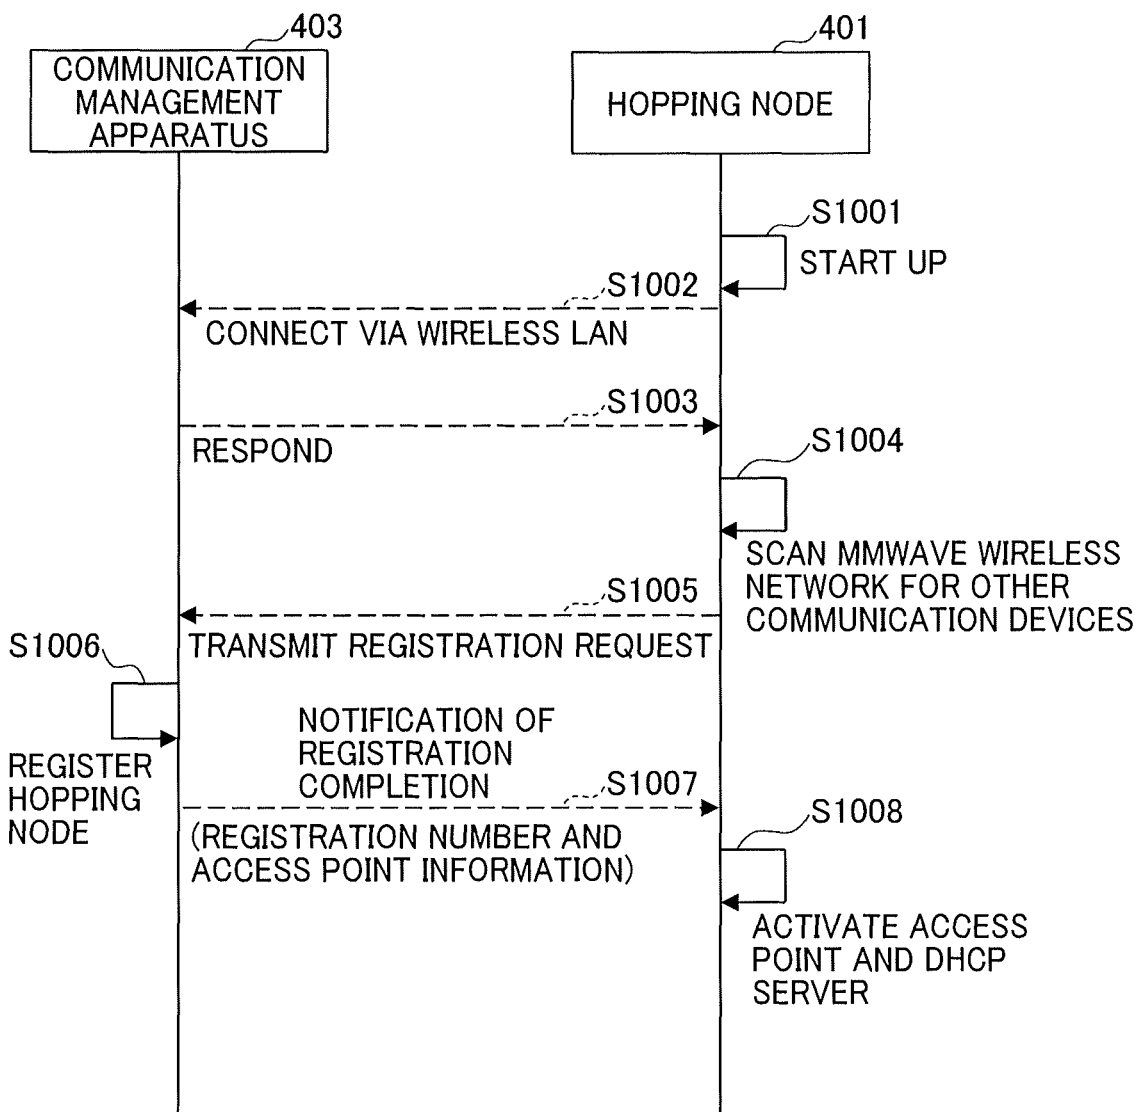 403
COMMUNICATION
MANAGEMENT
APPARATUS
401
HOPPING NODE
S1001
START UP
S1002
CONNECT VIA WIRELESS LAN
S1003
RESPOND
S1004
SCAN MMWAVE WIRELESS
NETWORK FOR OTHER
COMMUNICATION DEVICES
S1005
TRANSMIT REGISTRATION REQUEST
S1006
REGISTER
HOPPING
NODE
NOTIFICATION OF
REGISTRATION
COMPLETION
S1007
(REGISTRATION NUMBER AND
ACCESS POINT INFORMATION)
S1008
ACTIVATE ACCESS
POINT AND DHCP
SERVER